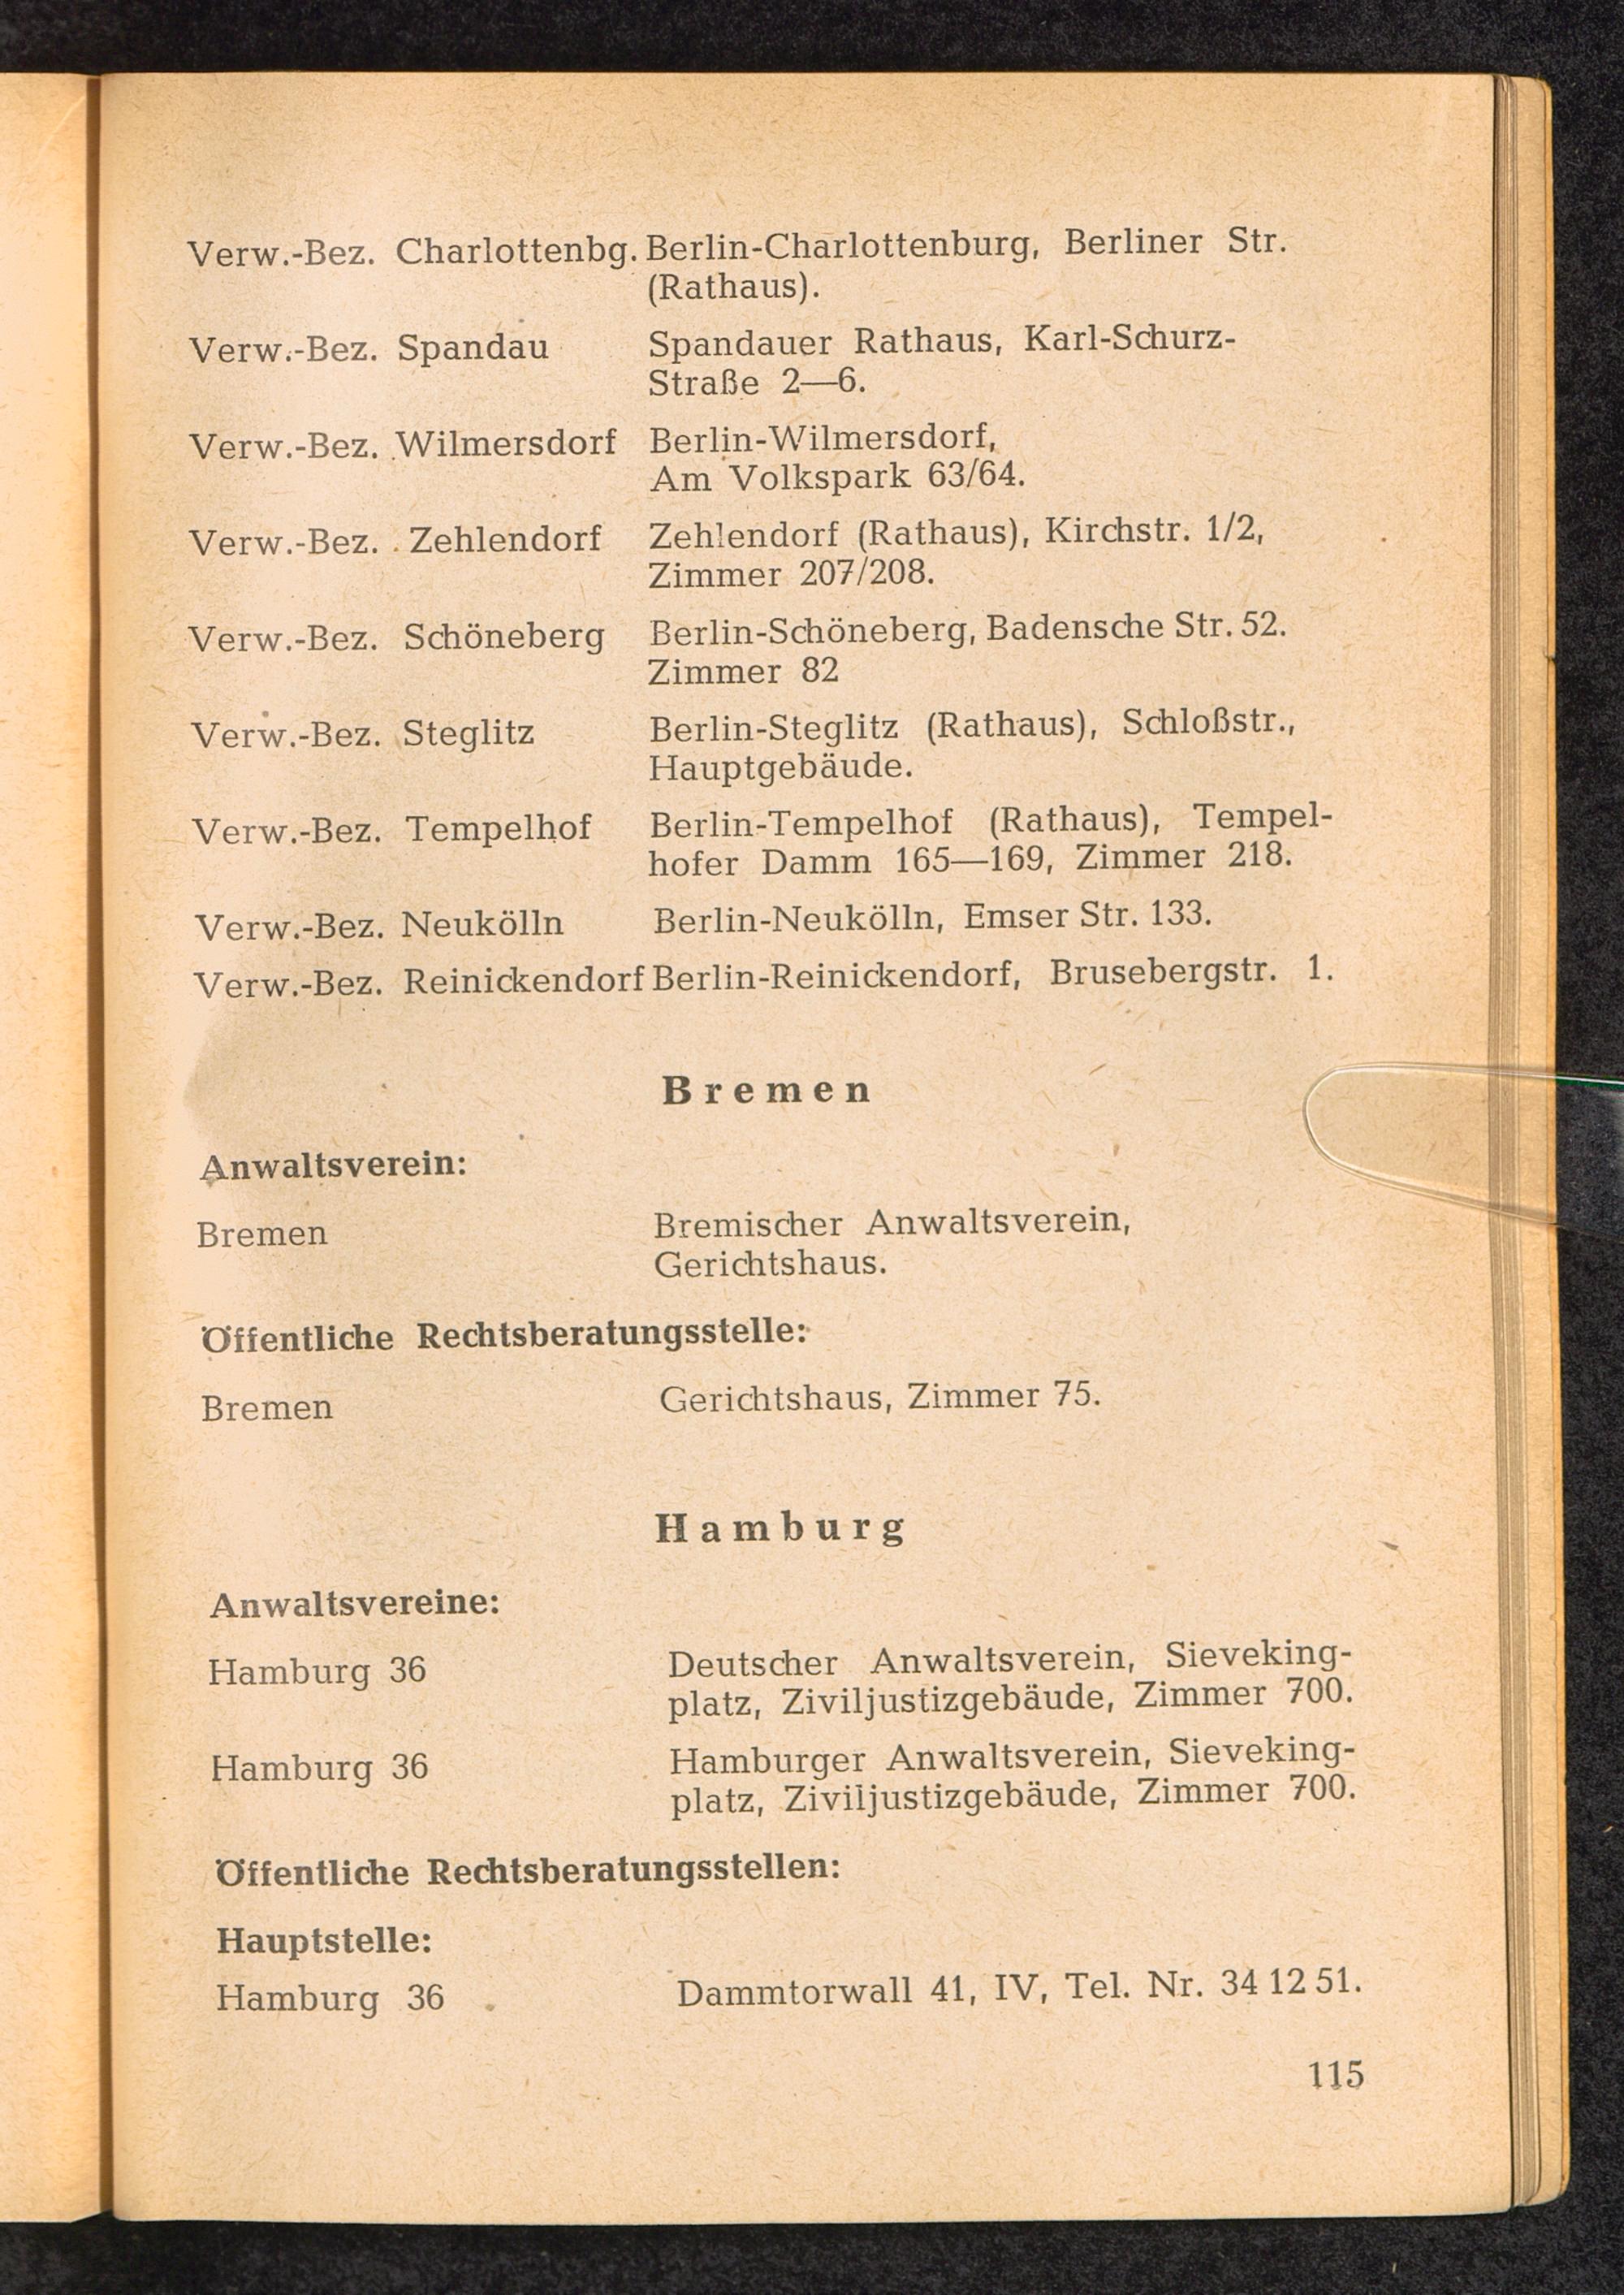 Verw.-Bez. Charlottenbg. Berlin-Charlottenburg, Berliner Str.
(Rathaus).
Verw.-Bez. Spandau Spandauer Rathaus, Karl-Schurz-
Straße 2—6.
Verw.-Bez. Wilmersdorf Berlin-Wilmersdorf,
Am Volkspark 63/64.
Verw.-Bez. Zehlendorf Zehlendorf (Rathaus), Kirchstr. 1/2,
Zimmer 207/208.
Verw.-Bez. Schöneberg Berlin-Schöneberg, Badensche Str. 52.
Zimmer 82
Verw.-Bez. Steglitz Berlin-Steglitz (Rathaus), Schloßstr.,
Hauptgebäude.
Verw.-Bez. Tempelhof Berlin-Tempelhof (Rathaus), Tempel-
hofer Damm 165—169, Zimmer 218.
Verw.-Bez. Neukölln Berlin-Neukölln, Emser Str. 133.
Verw.-Bez. Reinickendorf Berlin-Reinickendorf, Brusebergstr. 1.
Bremen
Anwaltsverein:
Bremen Bremischer Anwaltsverein,
Gerichtshaus.
Öffentliche Rechtsberatungsstelle:
Bremen Gerichtshaus, Zimmer 75.
Hamburg
Anwaltsvereine:
Hamburg 36 Deutscher Anwaltsverein, Sieveking-
platz, Ziviljustizgebäude, Zimmer 700.
Hamburg 36 Hamburger Anwaltsverein, Sieveking-
platz, Ziviljustizgebäude, Zimmer 700.
Öffentliche Rechtsberatungsstellen:
Hauptstelle:
Hamburg 36 Dammtorwall 41, IV, Tel. Nr. 34 12 51.
115